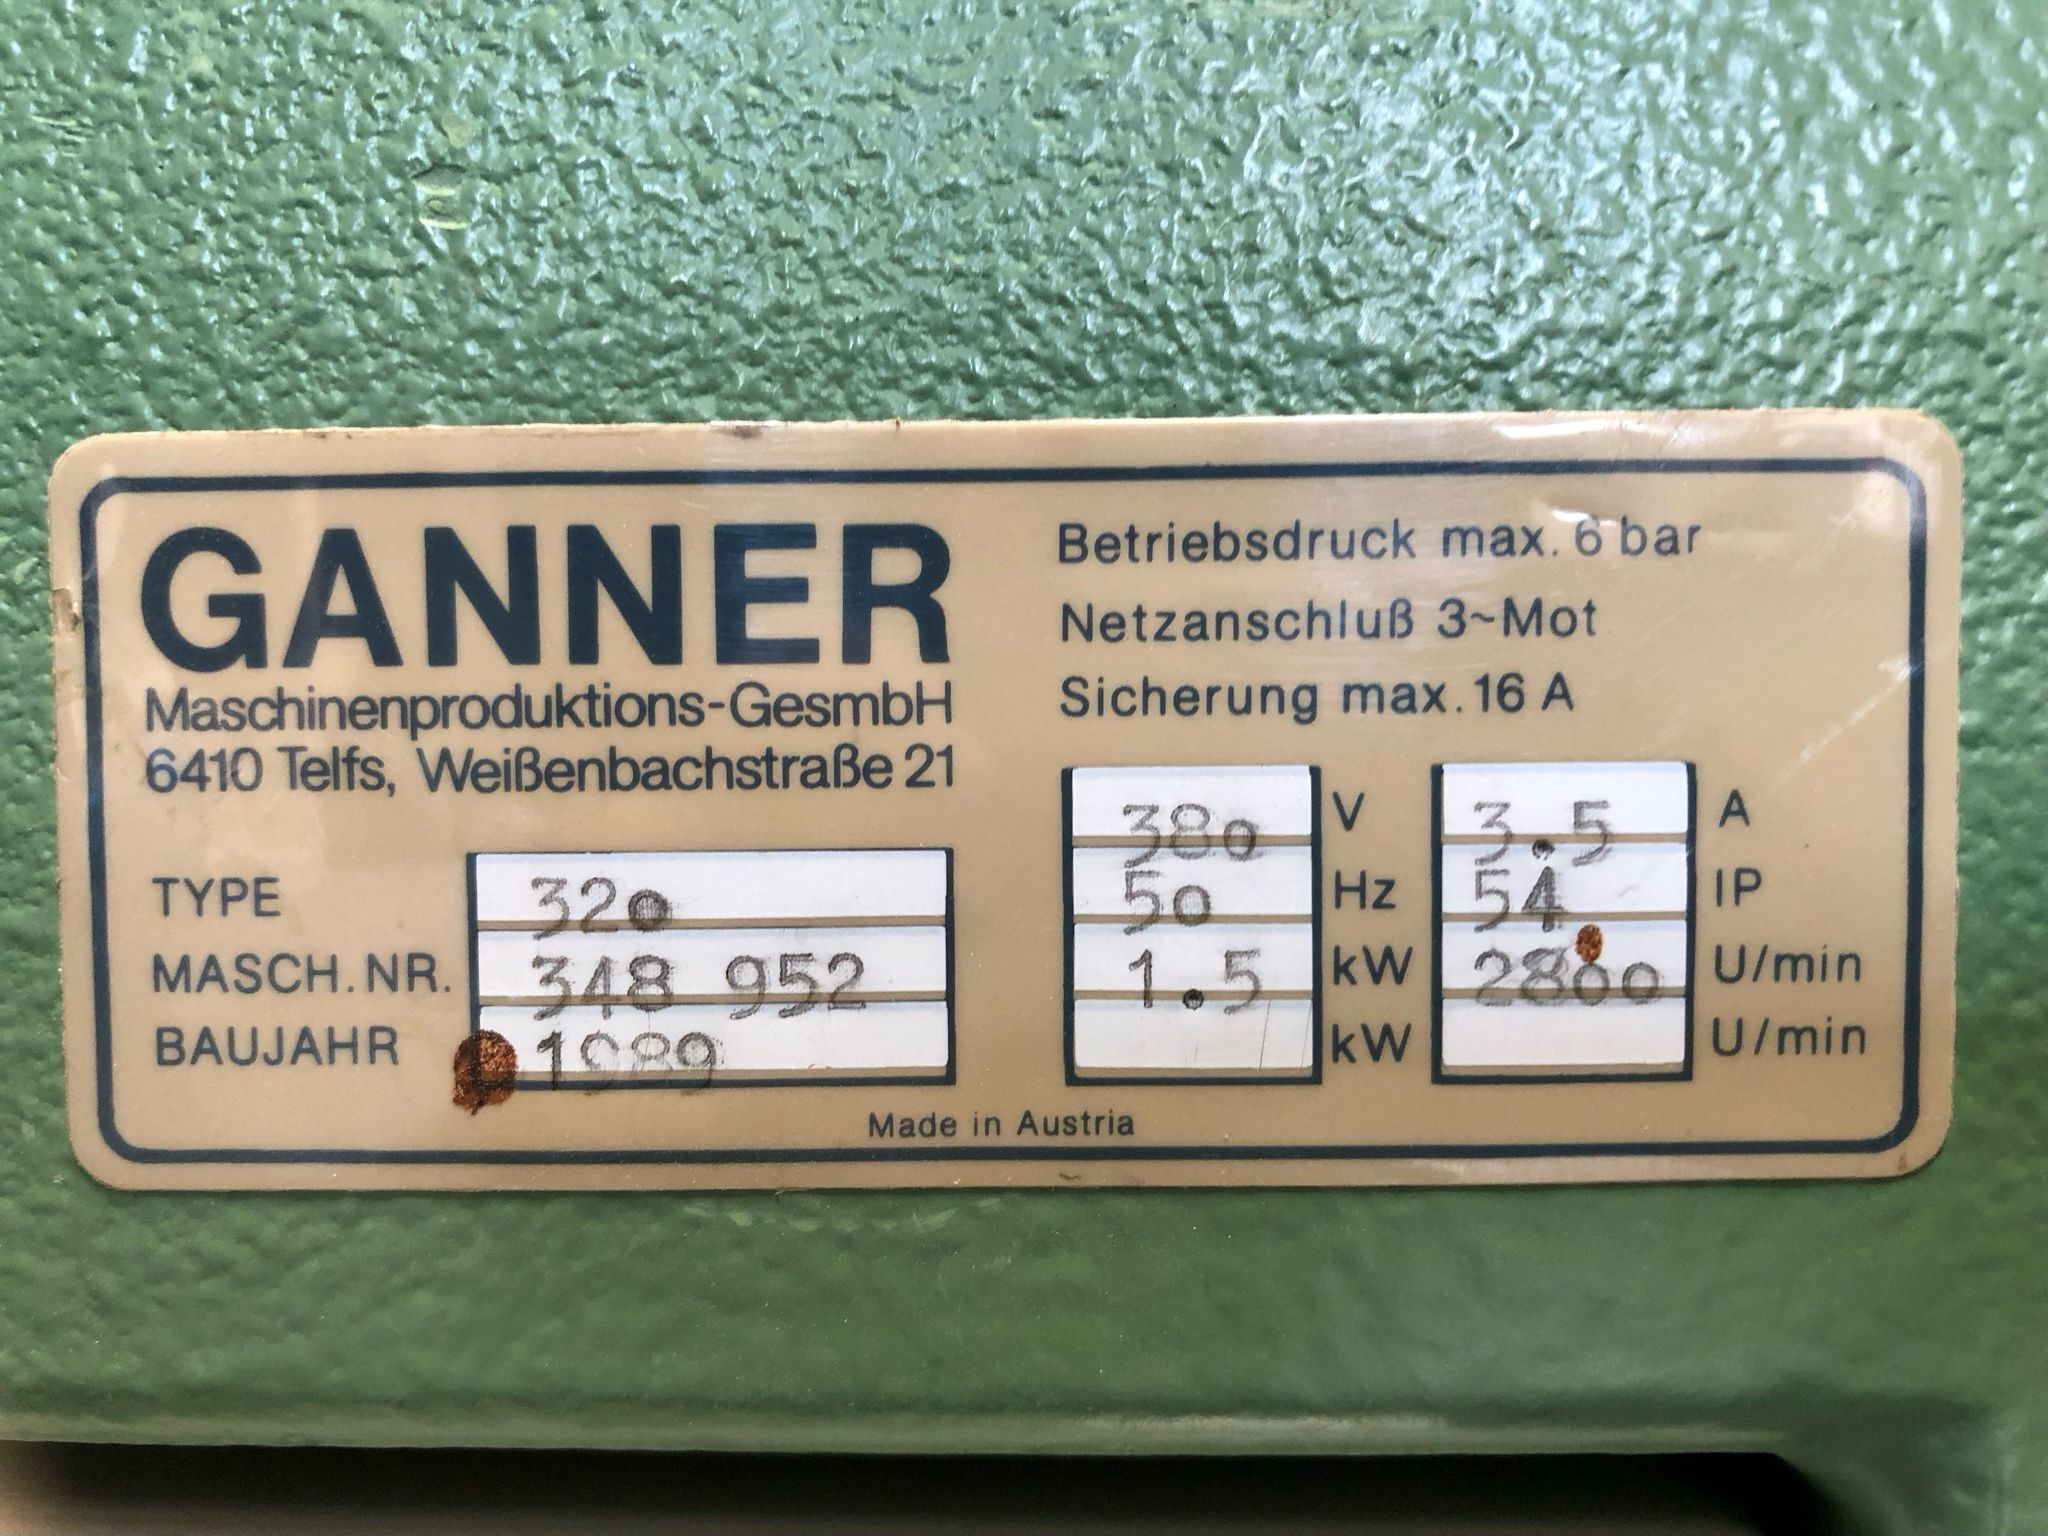 GANNER
Maschinenproduktions-GesmbH
6410 Telfs, Weißenbachstraße 21
TYPE 320
MASCH.NR. 348 952
BAUJAHR 1989
Betriebsdruck max. 6 bar
Netzanschluß 3~Mot
Sicherung max. 16 A
380 V 3.5 A
50 Hz 54 IP
1.5 kW 2800 U/min
kW U/min
Made in Austria